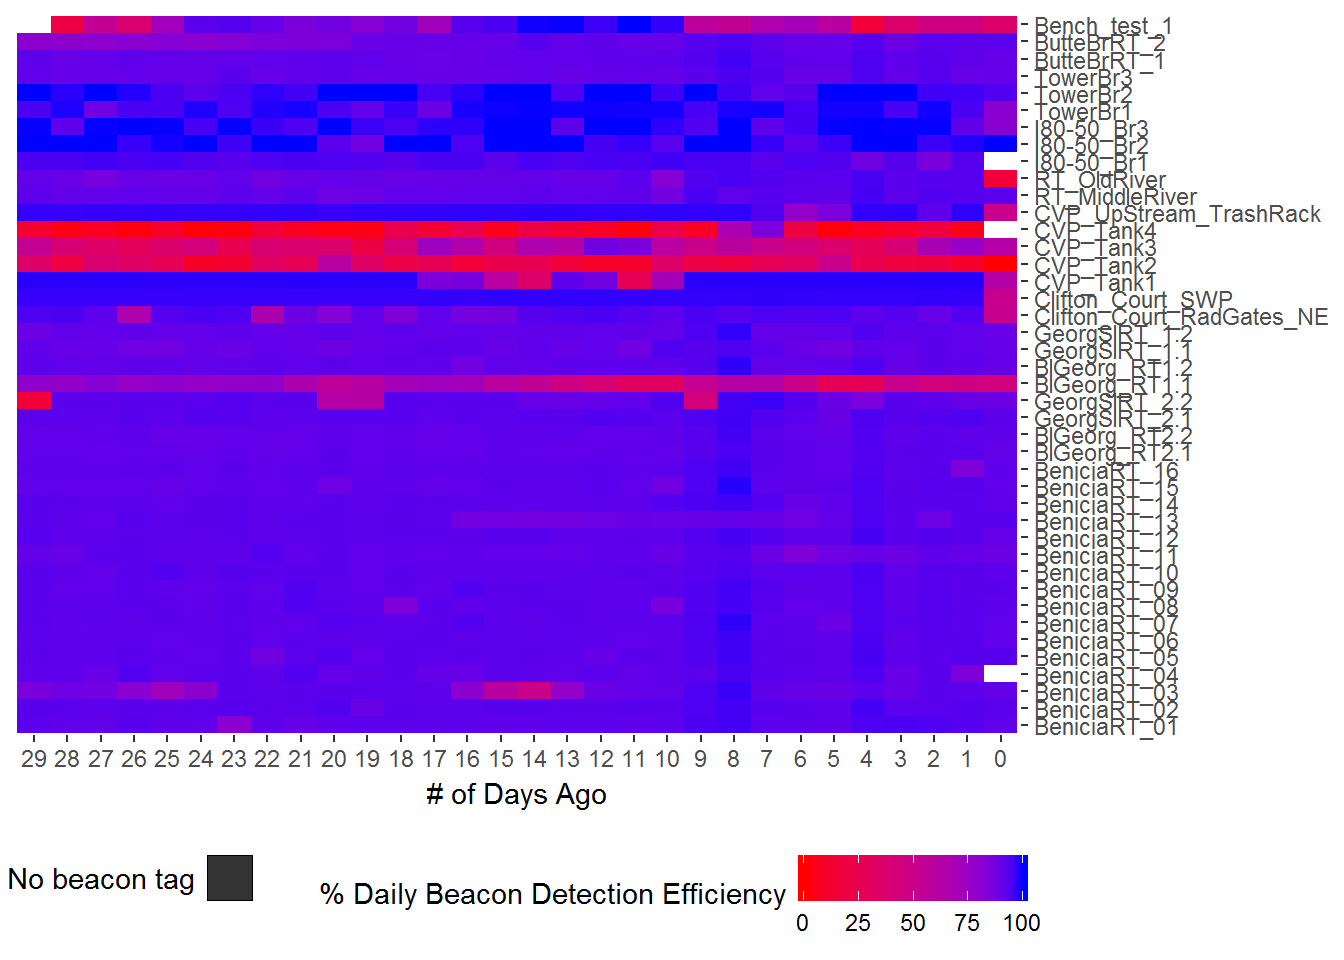 Bench_test_1
ButteBrRT_2
ButteBrRT_1
TowerBr3
TowerBr2
TowerBr1
I80-50_Br3
I80-50_Br2
I80-50_Br1
RT_OldRiver
RT_MiddleRiver
CVP_UpStream_TrashRack
CVP_Tank4
CVP_Tank3
CVP_Tank2
CVP_Tank1
Clifton_Court_SWP
Clifton_Court_RadGates_NE
GeorgSlRT_1.2
GeorgSlRT_1.1
BlGeorg_RT1.2
BlGeorg_RT1.1
GeorgSlRT_2.2
GeorgSlRT_2.1
BlGeorg_RT2.2
BlGeorg_RT2.1
BeniciaRT_16
BeniciaRT_15
BeniciaRT_14
BeniciaRT_13
BeniciaRT_12
BeniciaRT_11
BeniciaRT_10
BeniciaRT_09
BeniciaRT_08
BeniciaRT_07
BeniciaRT_06
BeniciaRT_05
BeniciaRT_04
BeniciaRT_03
BeniciaRT_02
BeniciaRT_01
29 28 27 26 25 24 23 22 21 20 19 18 17 16 15 14 13 12 11 10 9 8 7 6 5 4 3 2 1 0
# of Days Ago
No beacon tag
% Daily Beacon Detection Efficiency
0 25 50 75 100